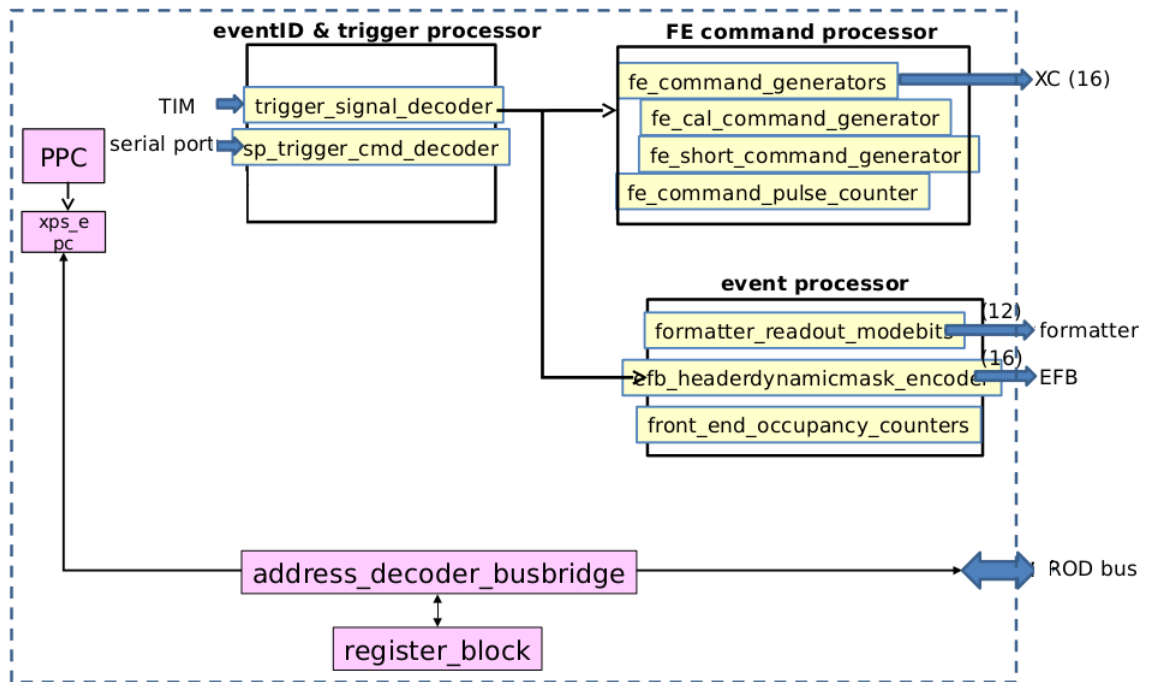 eventID & trigger processor
FE command processor
TIM
trigger_signal_decoder
fe_command_generators
XC (16)
fe_cal_command_generator
serial port
sp_trigger_cmd_decoder
fe_short_command_generator
PPC
fe_command_pulse_counter
xps_e
pc
event processor
(12)
formatter_readout_modebits
formatter
(16)
efb_headerdynamicmask_encoder
EFB
front_end_occupancy_counters
address_decoder_busbridge
ROD bus
register_block